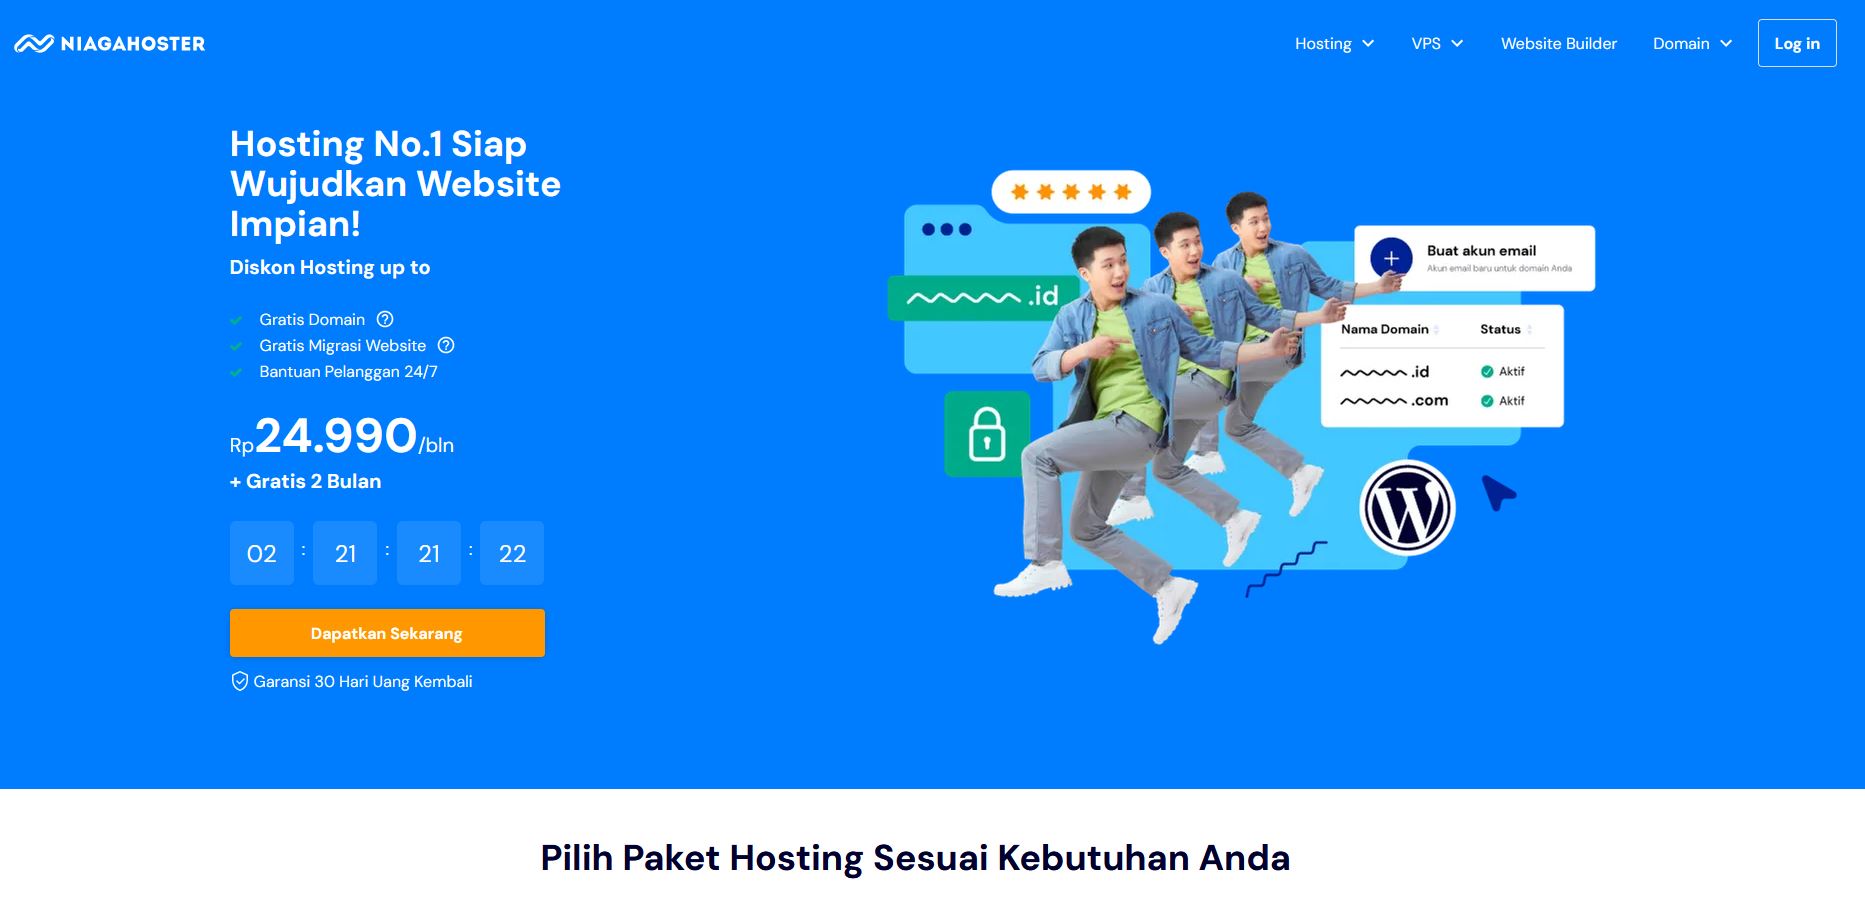 NIAGAHOSTER
Hosting VPS Website Builder Domain Log in
Hosting No.1 Siap
Wujudkan Website
Impian!
Diskon Hosting up to
Gratis Domain
Gratis Migrasi Website
Bantuan Pelanggan 24/7
Rp24.990/bln
+ Gratis 2 Bulan
02 : 21 : 21 : 22
Dapatkan Sekarang
Garansi 30 Hari Uang Kembali
.id
Buat akun email
Akun email baru untuk domain Anda
Nama Domain Status
.id Aktif
.com Aktif
W
Pilih Paket Hosting Sesuai Kebutuhan Anda